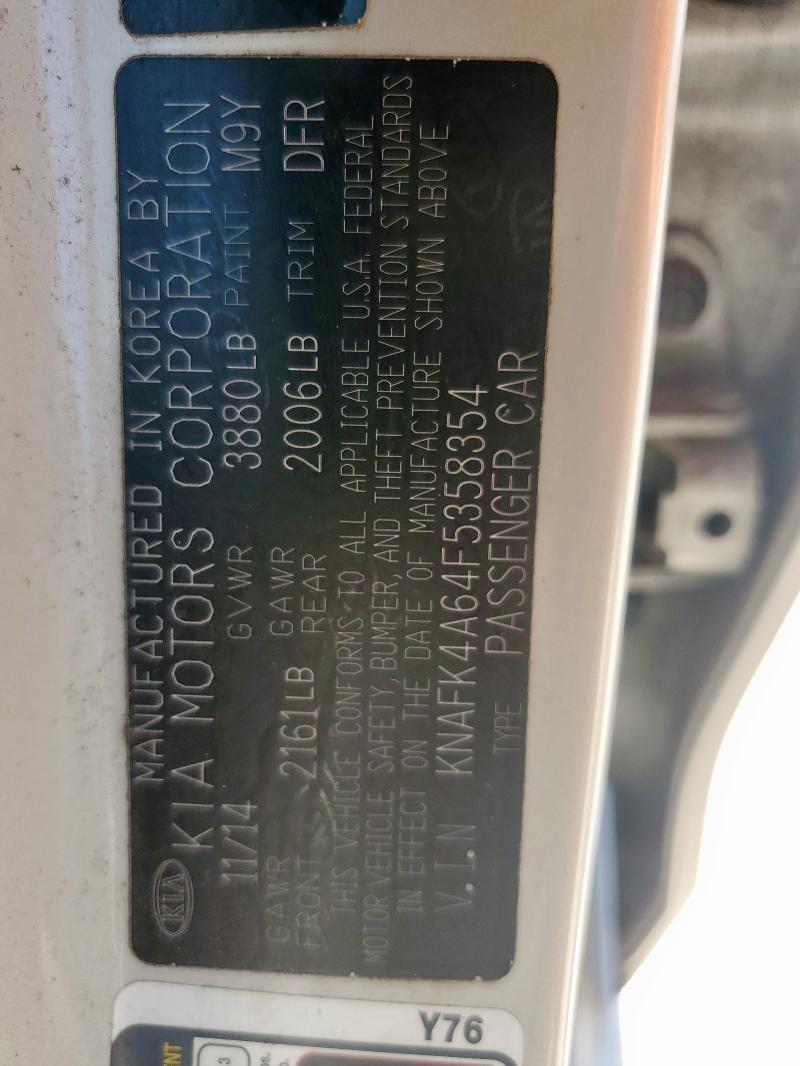 KIA
MANUFACTURED IN KOREA BY
KIA MOTORS CORPORATION
11/14 GVWR 3880LB PAINT M9Y
GAWR FRONT 2161LB GAWR REAR 2006LB TRIM DFR
THIS VEHICLE CONFORMS TO ALL APPLICABLE U.S.A. FEDERAL
MOTOR VEHICLE SAFETY, BUMPER, AND THEFT PREVENTION STANDARDS
IN EFFECT ON THE DATE OF MANUFACTURE SHOWN ABOVE
V.I.N KNAFK4A64F5358354
TYPE PASSENGER CAR
Y76
3